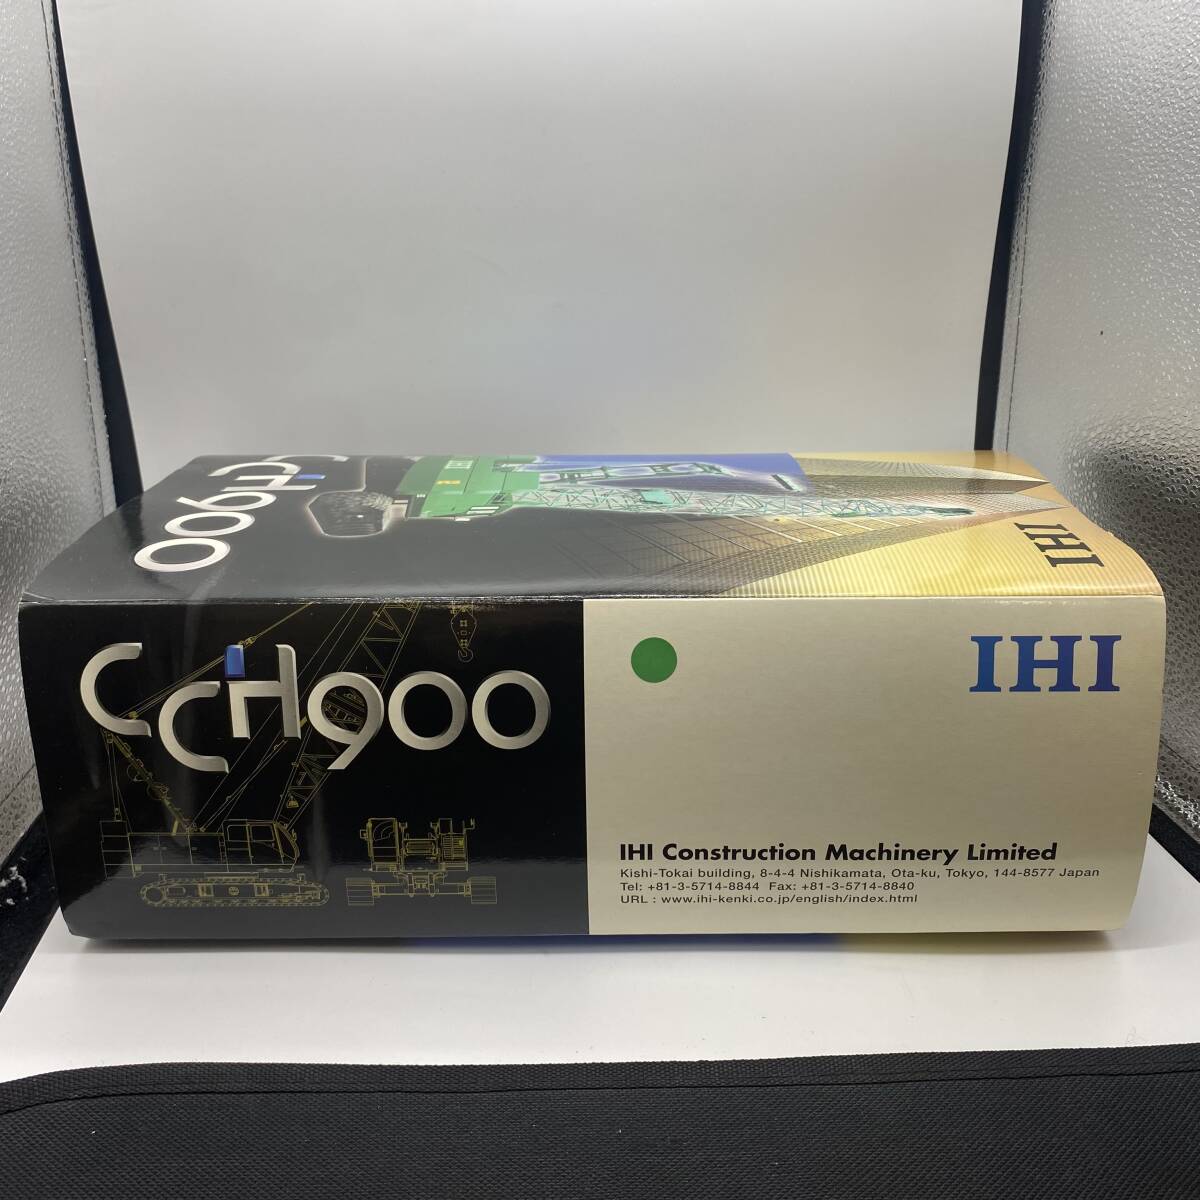 CCH900
IHI
IHI
CCH900
IHI
IHI Construction Machinery Limited
Kishi-Tokai building, 8-4-4 Nishikamata, Ota-ku, Tokyo, 144-8577 Japan
Tel: +81-3-5714-8844 Fax: +81-3-5714-8840
URL : www.ihi-kenki.co.jp/english/index.html